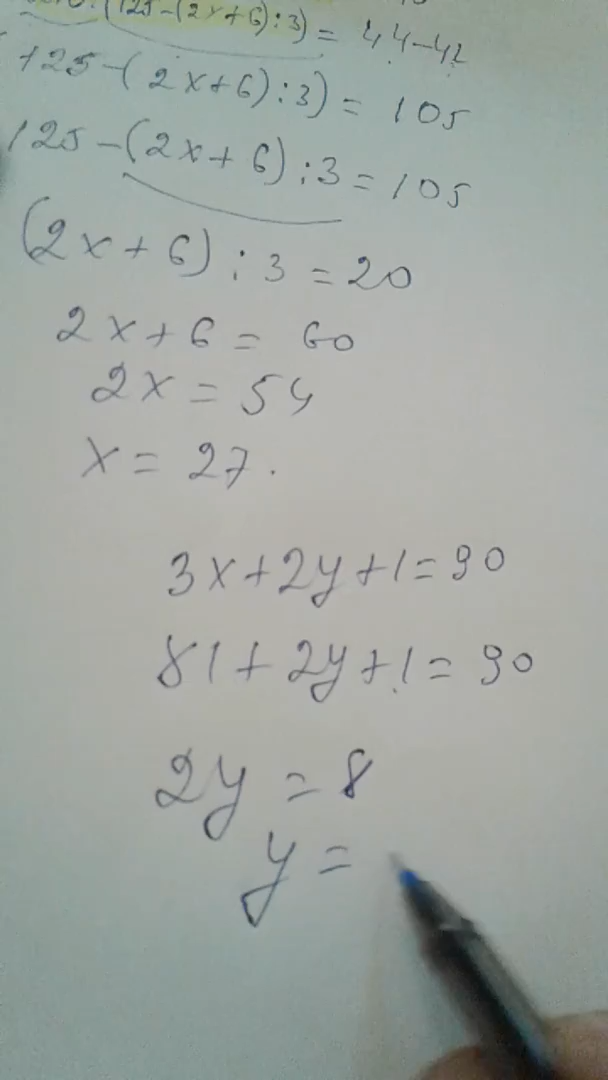 (125-(2x+6):3)= 44-42
125-(2x+6):3)= 105
125-(2x+6):3=105
(2x+6):3=20
2x+6= 60
2x=54
x= 27.
3x+2y+1=90
81+2y+1=90
2y=8
y=